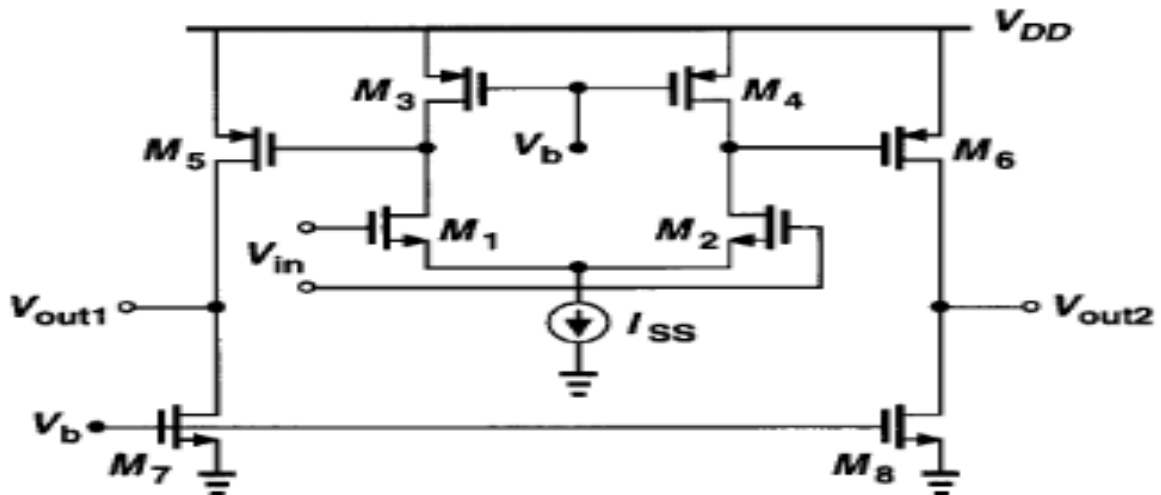 V_DD
M_3
M_4
M_5
V_b
M_6
M_1
M_2
V_in
V_out1
I_SS
V_out2
V_b
M_7
M_8